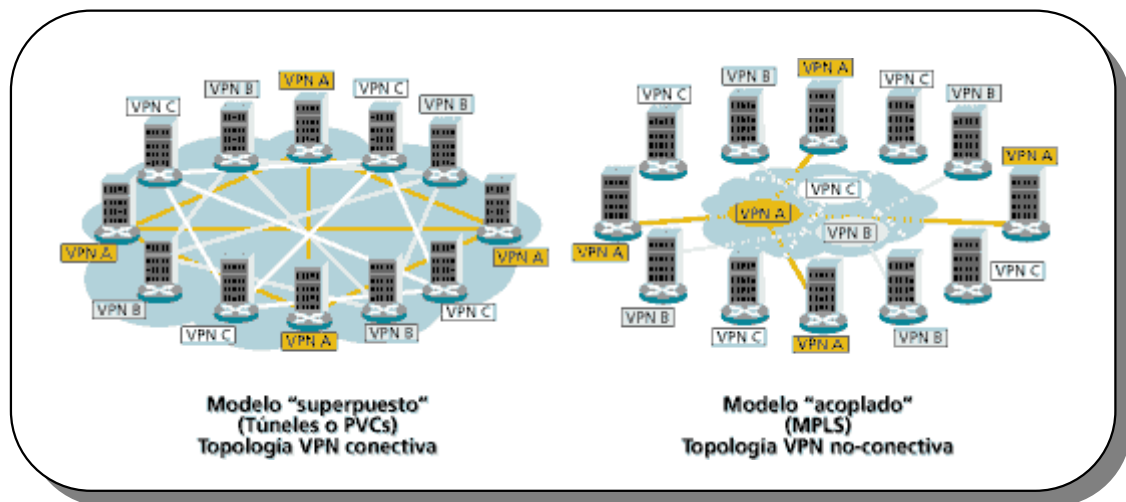 VPN A
VPN B
VPN C
VPN C
VPN B
VPN A
VPN A
VPN B
VPN C
VPN C
VPN B
VPN A
Modelo “superpuesto“
(Túneles o PVCs)
Topología VPN conectiva
VPN A
VPN B
VPN C
VPN C
VPN B
VPN A
VPN C
VPN A
VPN B
VPN A
VPN C
VPN B
VPN C
VPN B
VPN A
Modelo “acoplado“
(MPLS)
Topología VPN no-conectiva